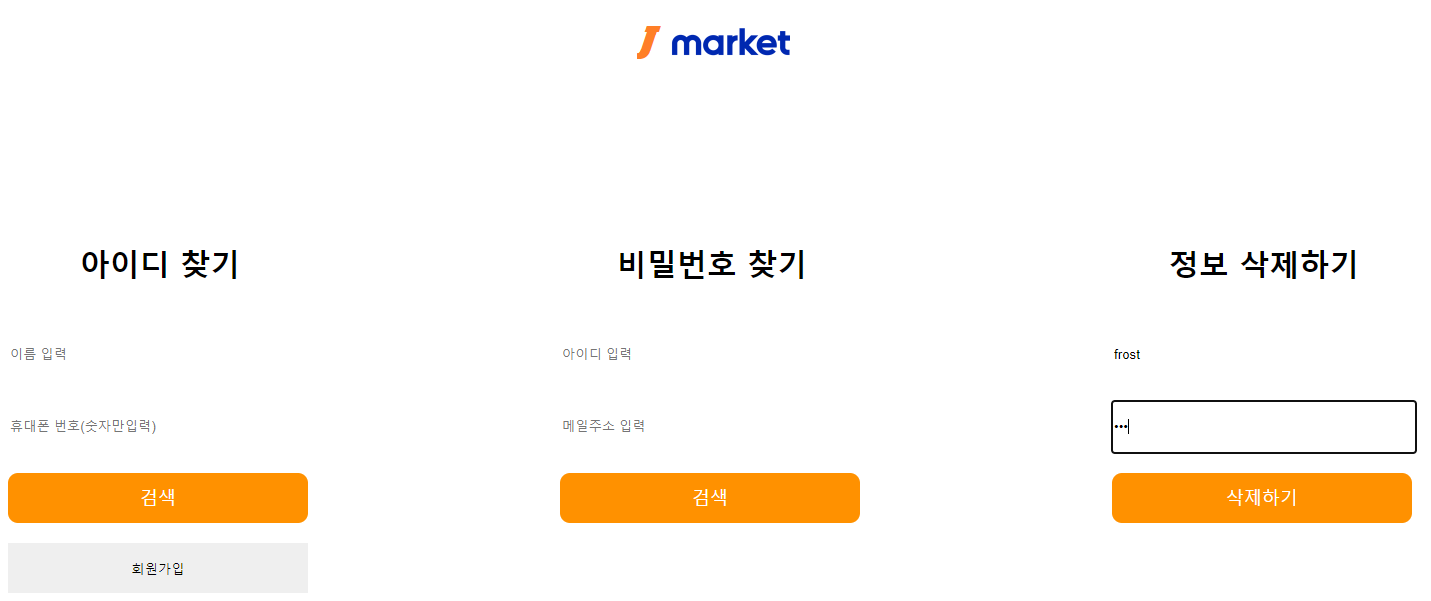 J market
아이디 찾기
이름 입력
휴대폰 번호(숫자만입력)
검색
회원가입
비밀번호 찾기
아이디 입력
메일주소 입력
검색
정보 삭제하기
frost
•••
삭제하기